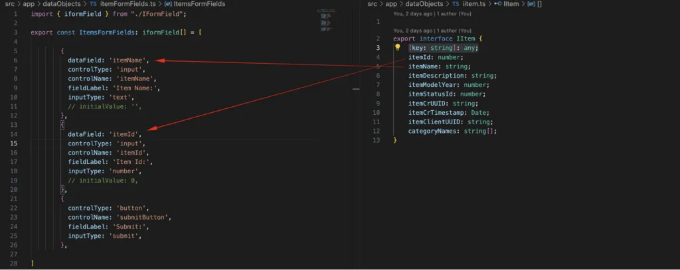 src > app > dataObjects > TS itemFormFields.ts > ItemsFormFields
1 import { iformField } from "./IFormField";
2
3 export const ItemsFormFields: iformField[] = [
4
5 {
6 dataField: 'itemName',
7 controlType: 'input',
8 controlName: 'itemName',
9 fieldLabel: 'Item Name:',
10 inputType: 'text',
11 // initialValue: '',
12 },
13 {
14 dataField: 'itemId',
15 controlType: 'input',
16 controlName: 'itemId',
17 fieldLabel: 'Item Id:',
18 inputType: 'number',
19 // initialValue: 0,
20 },
21 {
22 controlType: 'button',
23 controlName: 'submitButton',
24 fieldLabel: 'Submit:',
25 inputType: 'submit',
26 },
27
28 ]
src > app > dataObjects > TS Iitem.ts > IItem > []
You, 2 days ago | 1 author (You)
1
You, 2 days ago | 1 author (You)
2 export interface IItem {
3 [key: string]: any;
4 itemId: number;
5 itemName: string;
6 itemDescription: string;
7 itemModelYear: number;
8 itemStatusId: number;
9 itemCrUUID: string;
10 itemCrTimestamp: Date;
11 itemClientUUID: string;
12 categoryNames: string[];
13 }